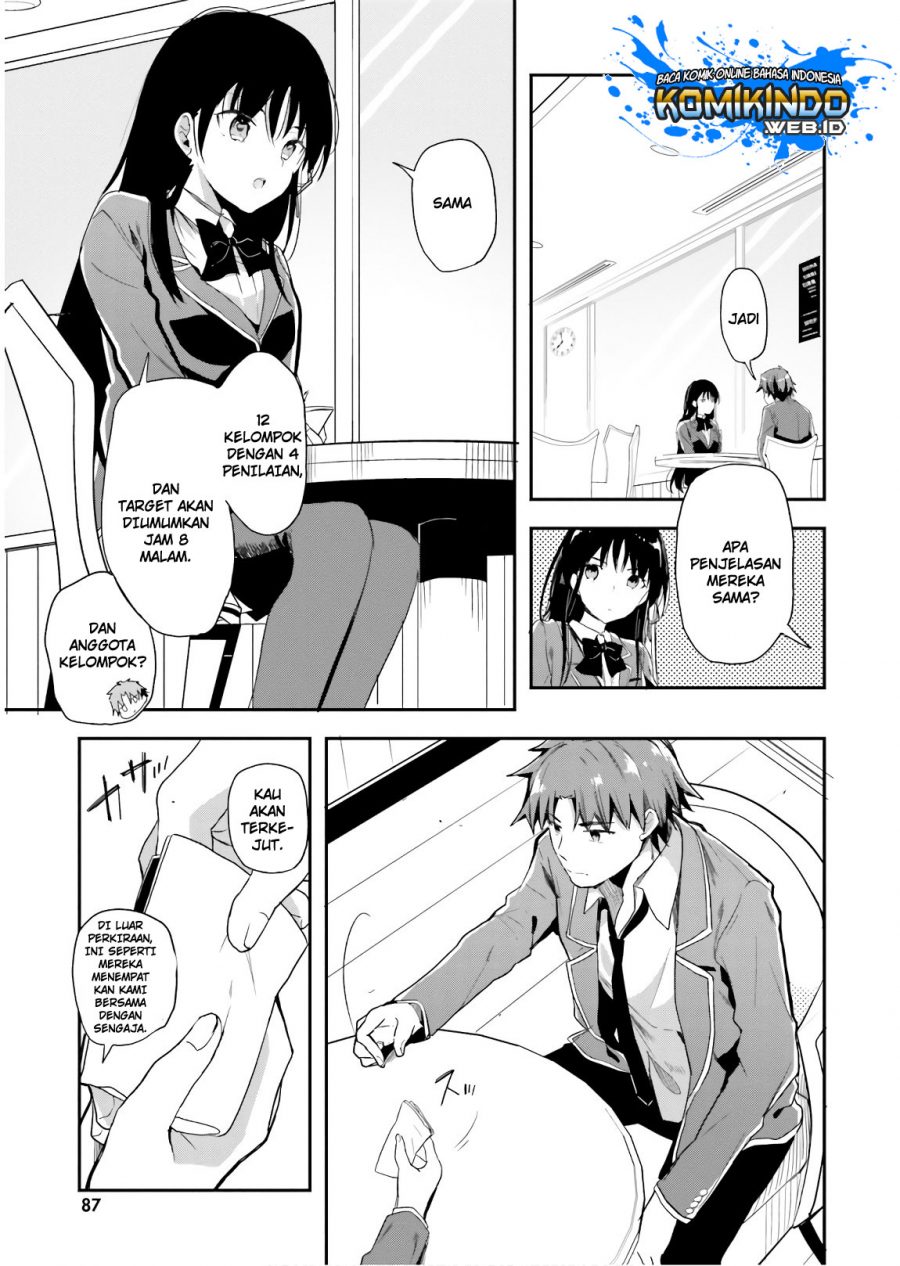 BACA KOMIK ONLINE BAHASA INDONESIA
KOMIKINDO
.WEB.ID
JADI
APA
PENJELASAN
MEREKA
SAMA?
SAMA
12
KELOMPOK
DENGAN 4
PENILAIAN,
DAN
TARGET AKAN
DIUMUMKAN
JAM 8
MALAM.
DAN
ANGGOTA
KELOMPOK?
スッ
KAU
AKAN
TERKE-
JUT.
DI LUAR
PERKIRAAN,
INI SEPERTI
MEREKA
MENEMPAT
KAN KAMI
BERSAMA
DENGAN
SENGAJA.
87